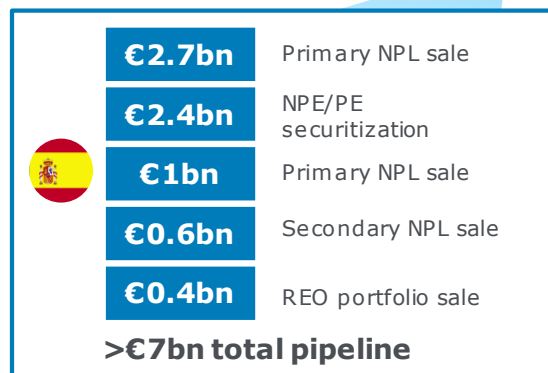 €2.7bn Primary NPL sale
€2.4bn NPE/PE
securitization
€1bn Primary NPL sale
€0.6bn Secondary NPL sale
€0.4bn REO portfolio sale
>€7bn total pipeline